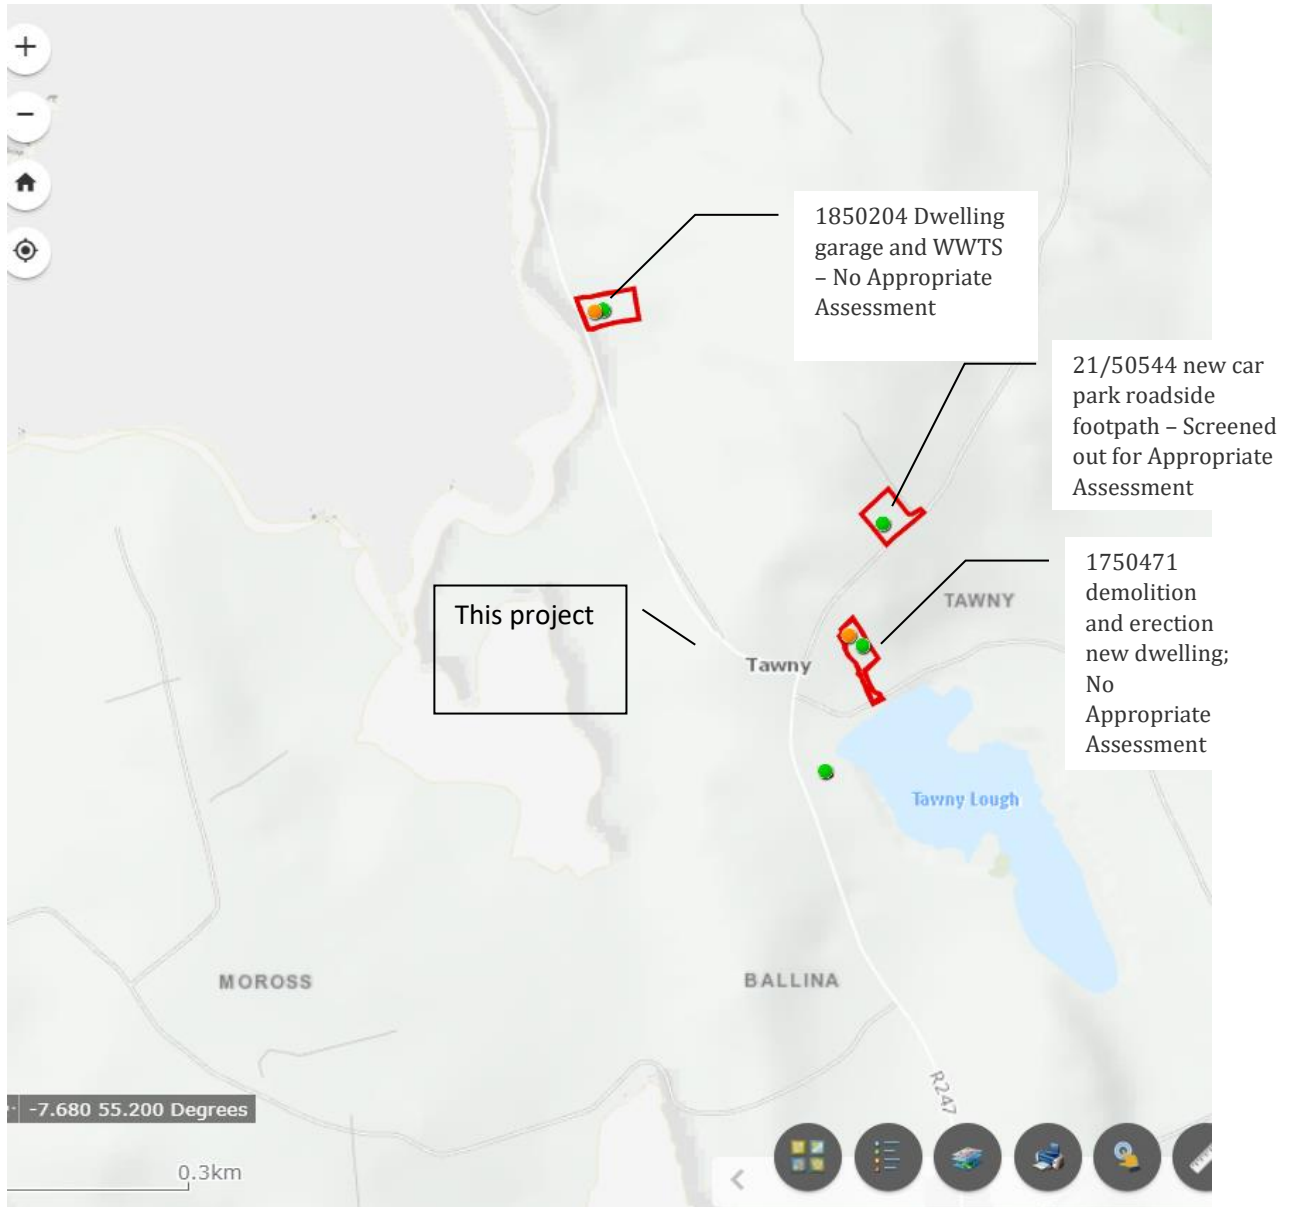 1850204 Dwelling
garage and WWTS
– No Appropriate
Assessment
21/50544 new car
park roadside
footpath – Screened
out for Appropriate
Assessment
1750471
demolition
and erection
new dwelling;
No
Appropriate
Assessment
This project
TAWNY
Tawny
Tawny Lough
MOROSS
BALLINA
R247
-7.680 55.200 Degrees
0.3km